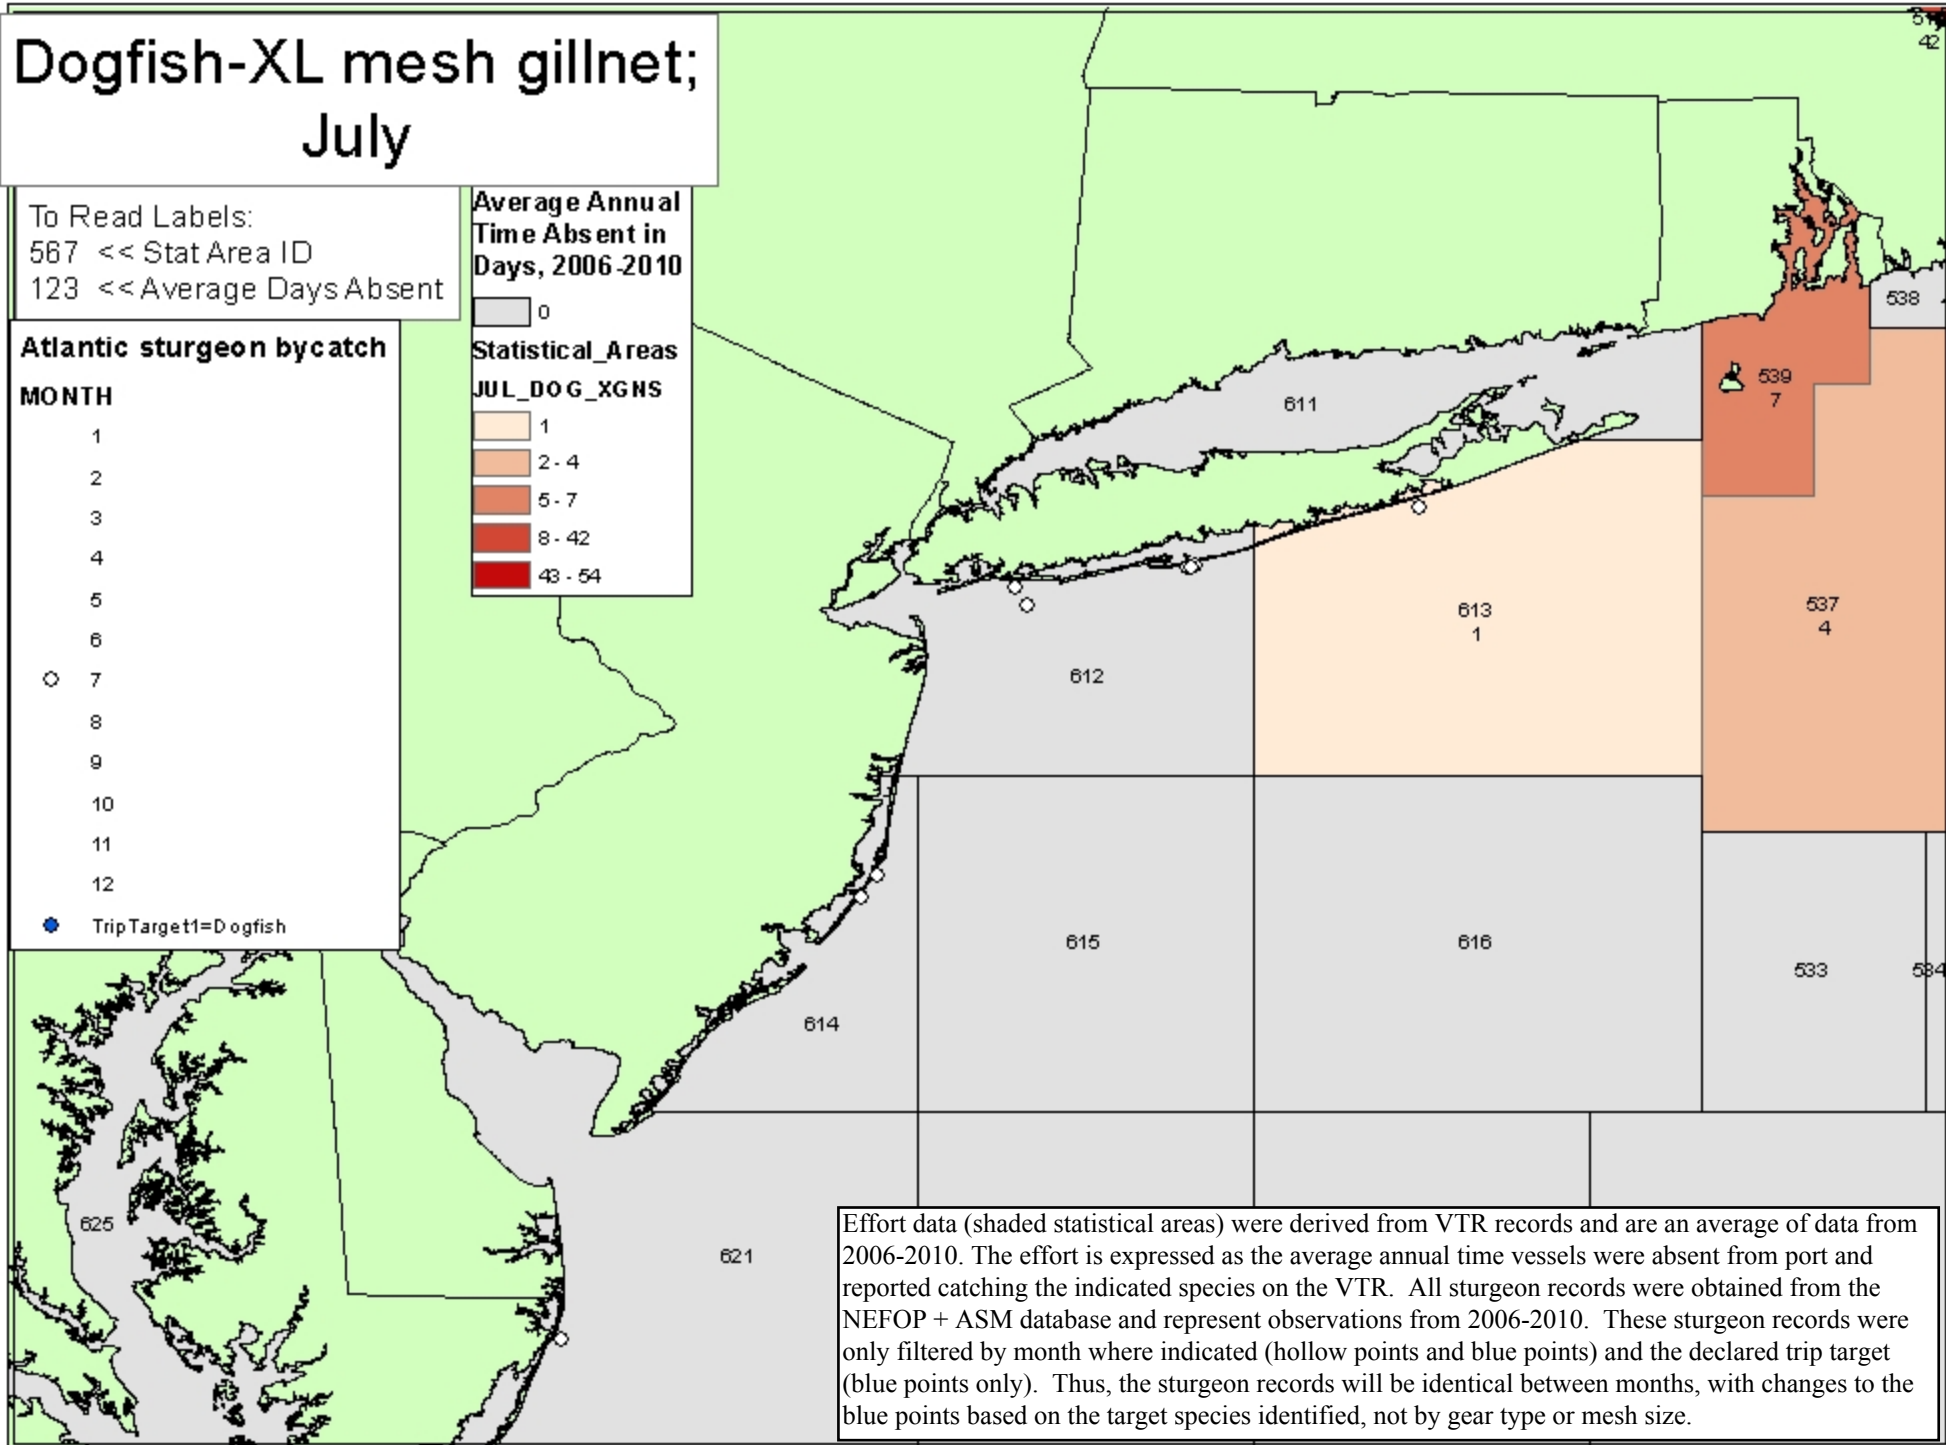 Dogfish-XL mesh gillnet;
July
To Read Labels:
567 << Stat Area ID
123 << Average Days Absent
Atlantic sturgeon bycatch
MONTH
1
2
3
4
5
6
7
8
9
10
11
12
TripTarget1=Dogfish
Average Annual
Time Absent in
Days, 2006-2010
0
Statistical_Areas
JUL_DOG_XGNS
1
2 - 4
5 - 7
8 - 42
43 - 54
42
538
539
7
611
613
1
537
4
612
615
616
533
534
614
625
621
Effort data (shaded statistical areas) were derived from VTR records and are an average of data from
2006-2010. The effort is expressed as the average annual time vessels were absent from port and
reported catching the indicated species on the VTR.  All sturgeon records were obtained from the
NEFOP + ASM database and represent observations from 2006-2010.  These sturgeon records were
only filtered by month where indicated (hollow points and blue points) and the declared trip target
(blue points only).  Thus, the sturgeon records will be identical between months, with changes to the
blue points based on the target species identified, not by gear type or mesh size.